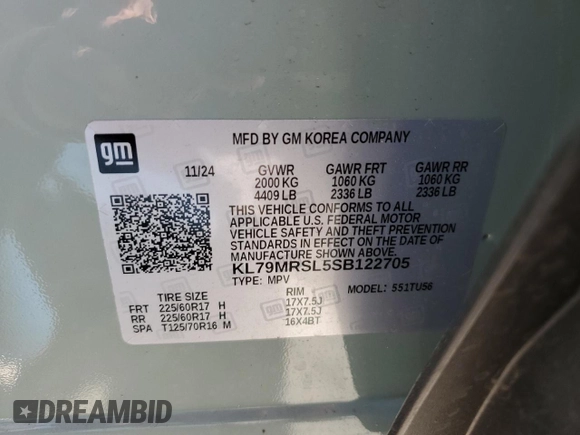 gm
MFD BY GM KOREA COMPANY
11/24 GVWR GAWR FRT GAWR RR
2000 KG 1060 KG 1060 KG
4409 LB 2336 LB 2336 LB
THIS VEHICLE CONFORMS TO ALL
APPLICABLE U.S. FEDERAL MOTOR
VEHICLE SAFETY AND THEFT PREVENTION
STANDARDS IN EFFECT ON THE DATE OF
MANUFACTURE SHOWN ABOVE.
KL79MRSL5SB122705
TYPE: MPV MODEL: 551TU56
TIRE SIZE RIM
FRT 225/60R17 H 17X7.5J
RR 225/60R17 H 17X7.5J
SPA T125/70R16 M 16X4BT
DREAMBID